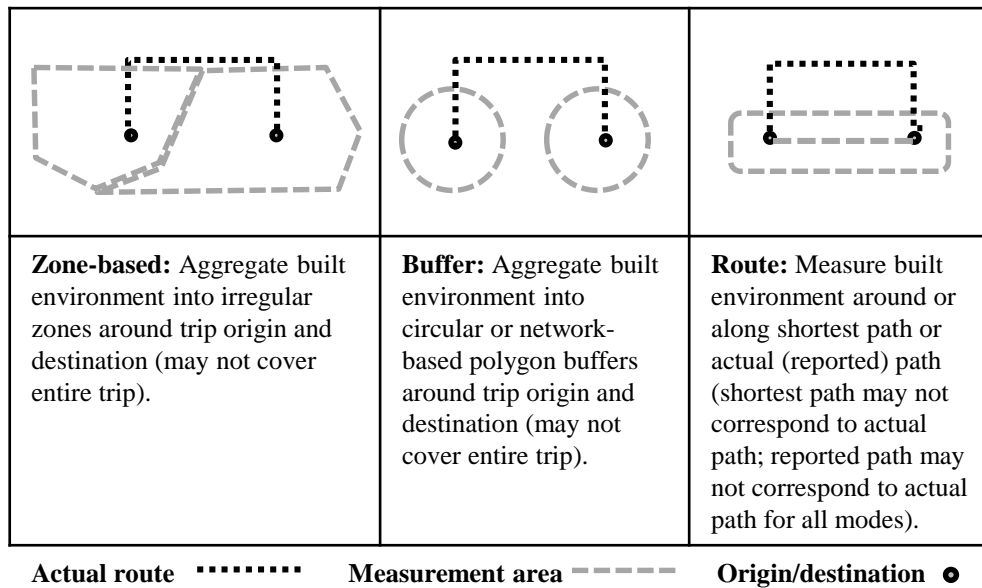 Zone-based: Aggregate built
environment into irregular
zones around trip origin and
destination (may not cover
entire trip).
Buffer: Aggregate built
environment into
circular or network-
based polygon buffers
around trip origin and
destination (may not
cover entire trip).
Route: Measure built
environment around or
along shortest path or
actual (reported) path
(shortest path may not
correspond to actual
path; reported path may
not correspond to actual
path for all modes).
Actual route Measurement area Origin/destination